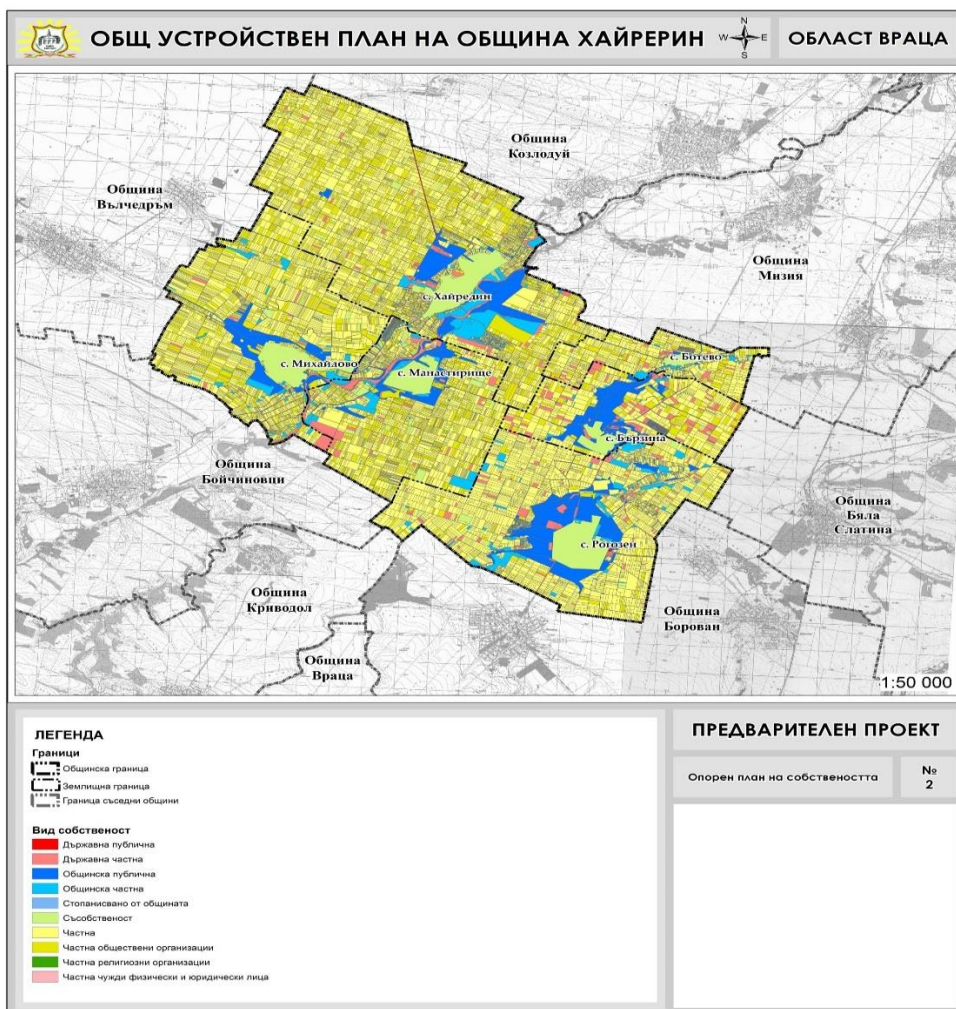 ОБЩ УСТРОЙСТВЕН ПЛАН НА ОБЩИНА ХАЙРЕРИН
N
W
E
S
ОБЛАСТ ВРАЦА
Община
Козлодуй
Община
Вълчедръм
Община
Мизия
с. Хайредин
с. Михайлово
с. Манастирище
с. Ботево
с. Бързина
Община
Бойчиновци
Община
Бяла
Слатина
с. Рогозен
Община
Криводол
Община
Борован
Община
Враца
1:50 000
ЛЕГЕНДА
Граници
Общинска граница
Землищна граница
Граница съседни общини
Вид собственост
Държавна публична
Държавна частна
Общинска публична
Общинска частна
Стопанисвано от общината
Съсобственост
Частна
Частна обществени организации
Частна религиозни организации
Частна чужди физически и юридически лица
ПРЕДВАРИТЕЛЕН ПРОЕКТ
Опорен план на собствеността
№
2